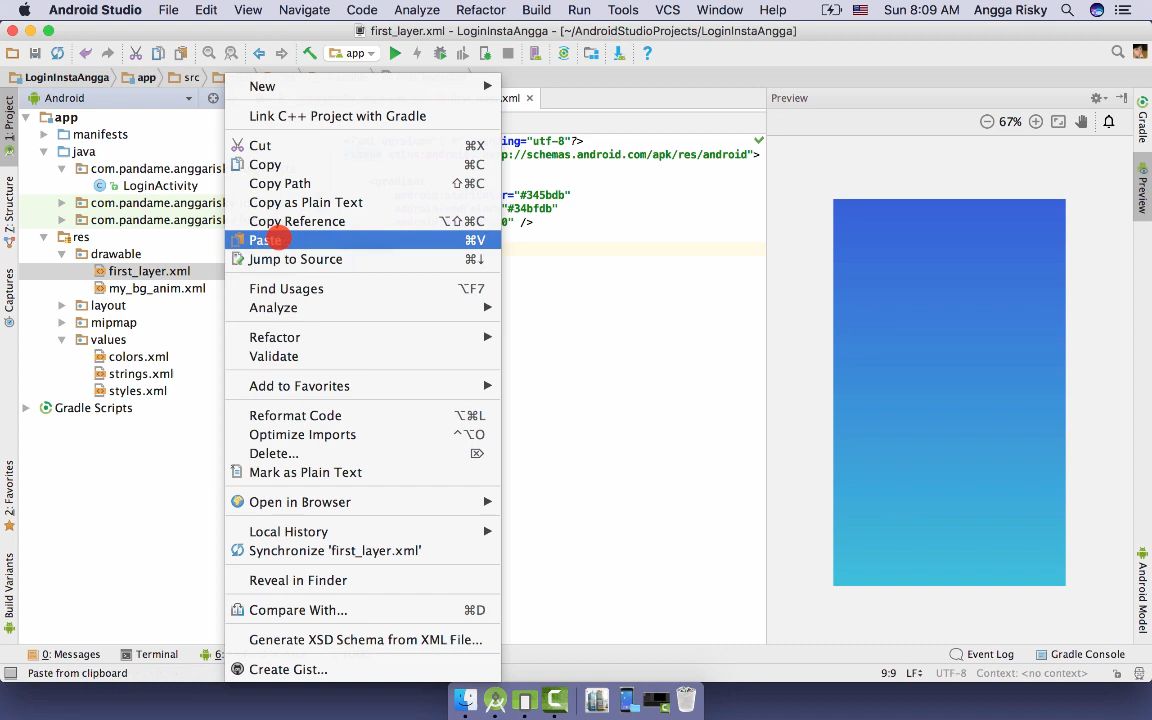 Android Studio File Edit View Navigate Code Analyze Refactor Build Run Tools VCS Window Help Sun 8:09 AM Angga Risky
first_layer.xml - LoginInstaAngga - [~/AndroidStudioProjects/LoginInstaAngga]
app
LoginInstaAngga app src
Android
xml
Preview
67%
1: Project
Z: Structure
Captures
2: Favorites
Build Variants
app
manifests
java
com.pandame.anggarisk
LoginActivity
com.pandame.anggarisk
com.pandame.anggarisk
res
drawable
first_layer.xml
my_bg_anim.xml
layout
mipmap
values
colors.xml
strings.xml
styles.xml
Gradle Scripts
New
Link C++ Project with Gradle
Cut ⌘X
Copy ⌘C
Copy Path ⇧⌘C
Copy as Plain Text
Copy Reference ⌥⇧⌘C
Paste ⌘V
Jump to Source ⌘↓
Find Usages ⌥F7
Analyze
Refactor
Validate
Add to Favorites
Reformat Code ⌥⌘L
Optimize Imports ^⌥O
Delete... ⌦
Mark as Plain Text
Open in Browser
Local History
Synchronize 'first_layer.xml'
Reveal in Finder
Compare With... ⌘D
Generate XSD Schema from XML File...
Create Gist...
ing="utf-8"?>
p://schemas.android.com/apk/res/android">
="#345bdb"
="#34bfdb"
0" />
Gradle
Preview
Android Model
0: Messages Terminal 6: Event Log Gradle Console
Paste from clipboard 9:9 LF÷ UTF-8 Context: <no context>